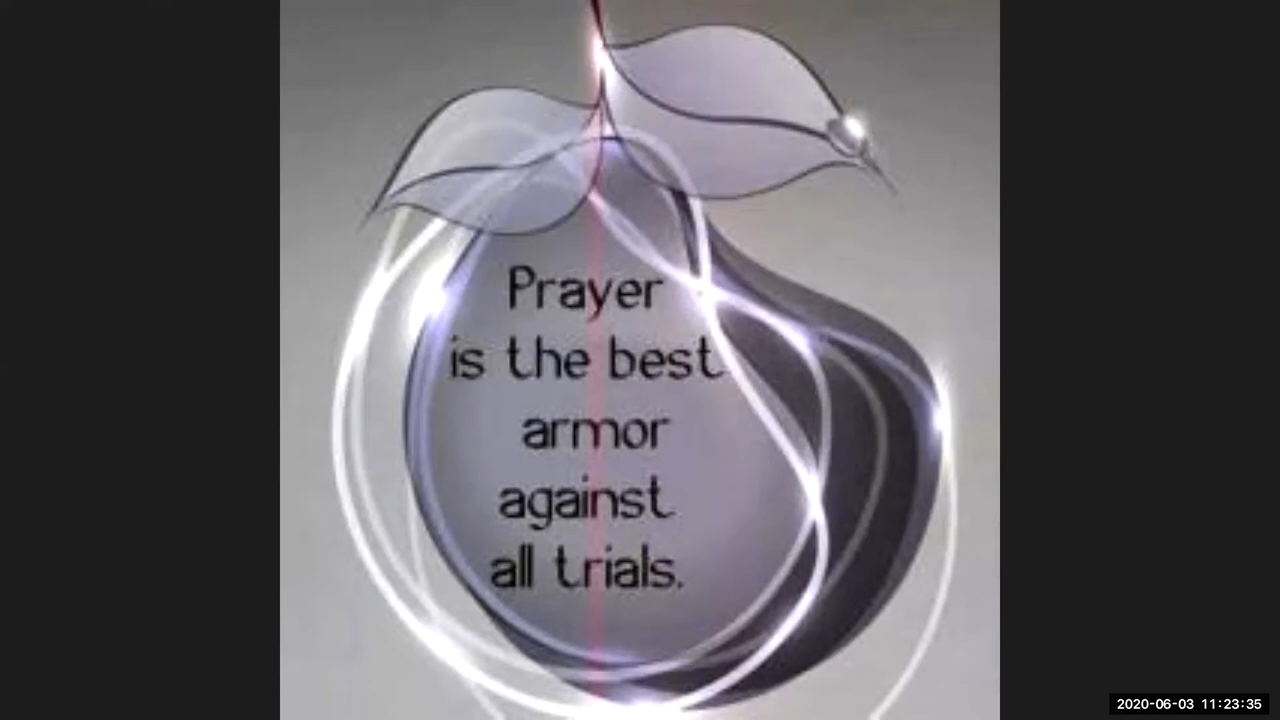 Prayer
is the best
armor
against
all trials.
2020-06-03 11:23:35